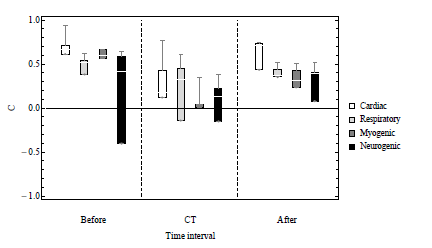 1.0
0.5
C
0.0
−0.5
−1.0
Cardiac
Respiratory
Myogenic
Neurogenic
Before CT After
Time interval